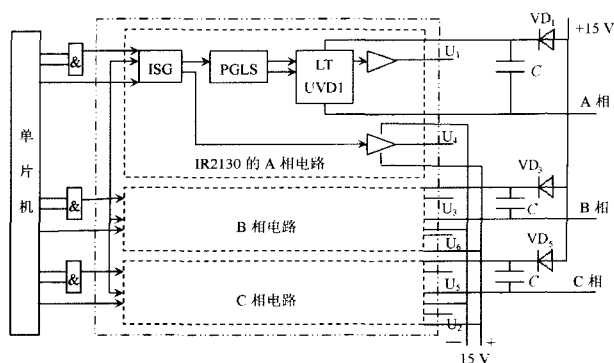 VD1
+15 V
&
ISG
PGLS
LT
UVD1
U1
C
A 相
U4
IR2130 的 A 相电路
单片机
VD3
&
U3
C
B 相
B 相电路
U6
VD5
&
U5
C
C 相
C 相电路
U2
− +
15 V